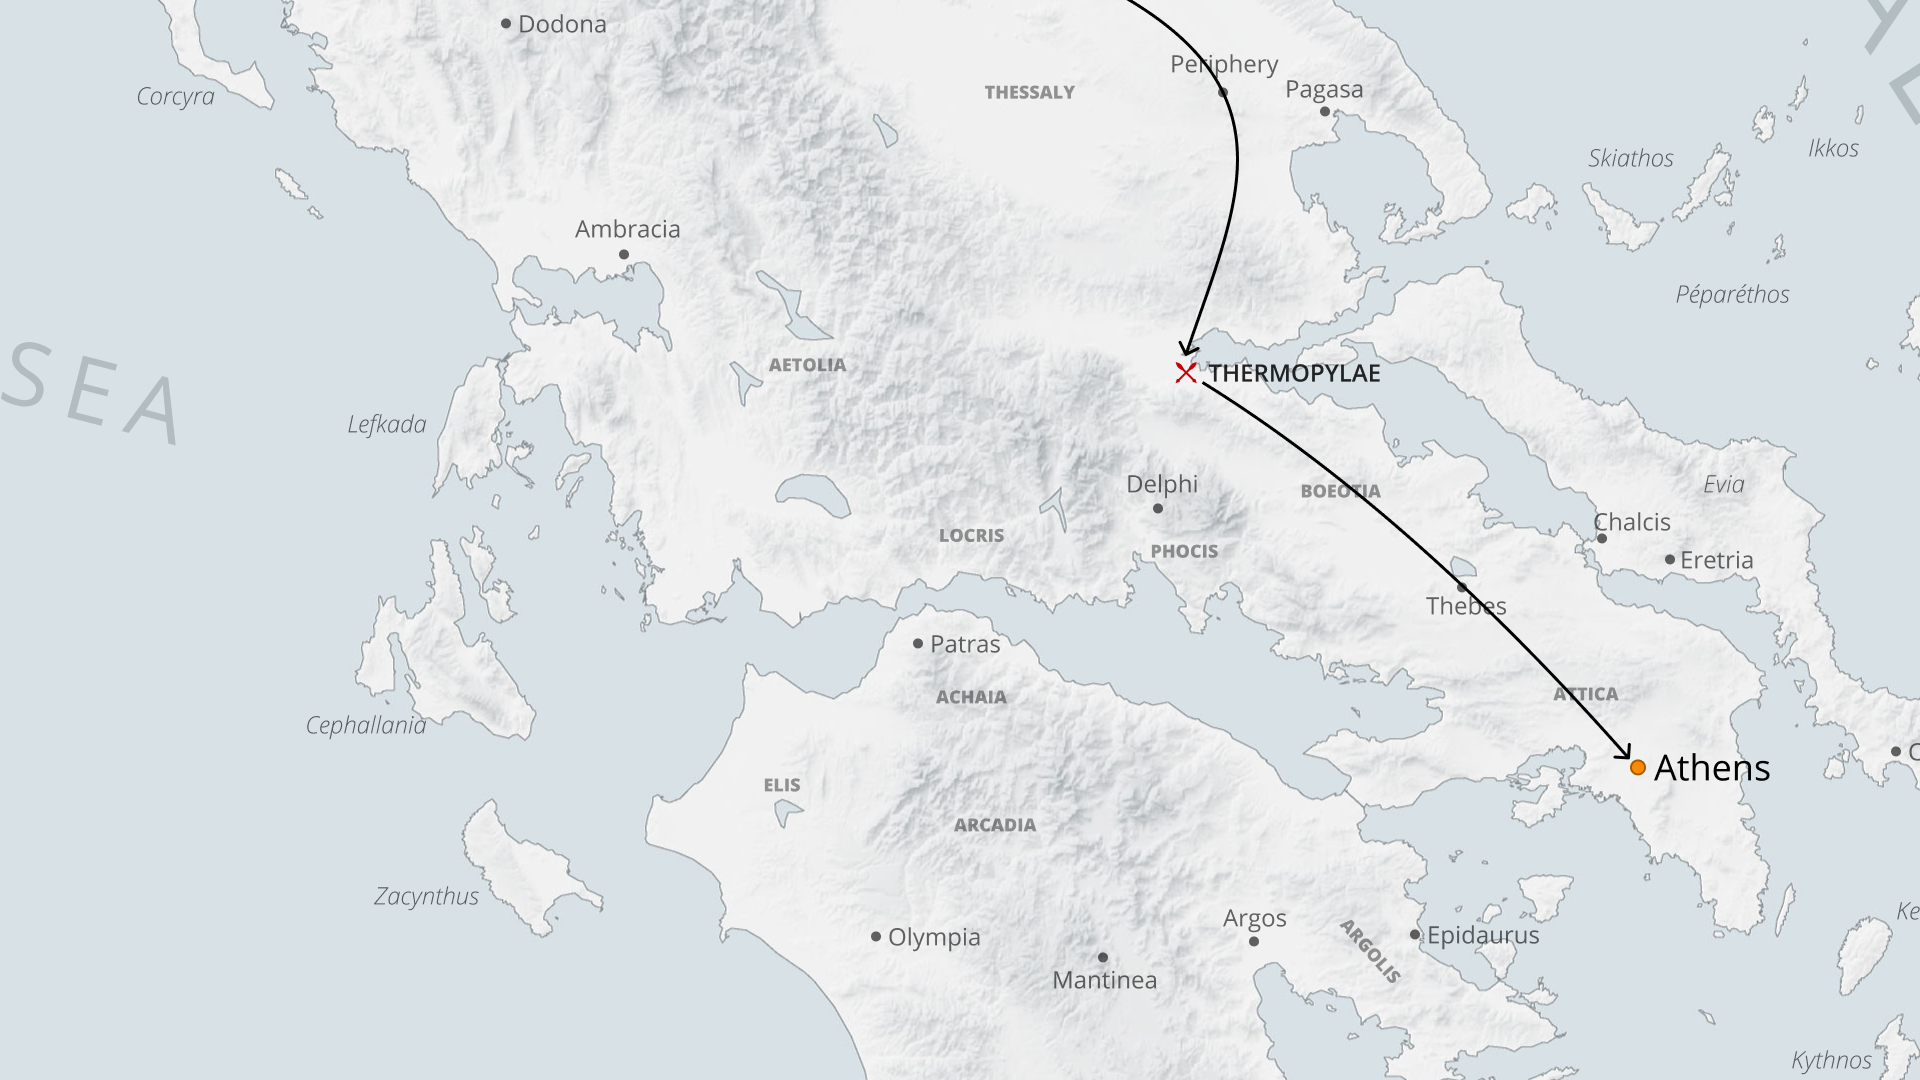 Dodona
Corcyra
Periphery
THESSALY
Pagasa
Skiathos
Ikkos
Ambracia
Péparéthos
SEA
AETOLIA
THERMOPYLAE
Lefkada
Delphi
BOEOTIA
Evia
Chalcis
LOCRIS
PHOCIS
Eretria
Thebes
Patras
ACHAIA
ATTICA
Cephallania
Athens
ELIS
ARCADIA
Zacynthus
Argos
Olympia
ARGOLIS
Epidaurus
Mantinea
Kythnos